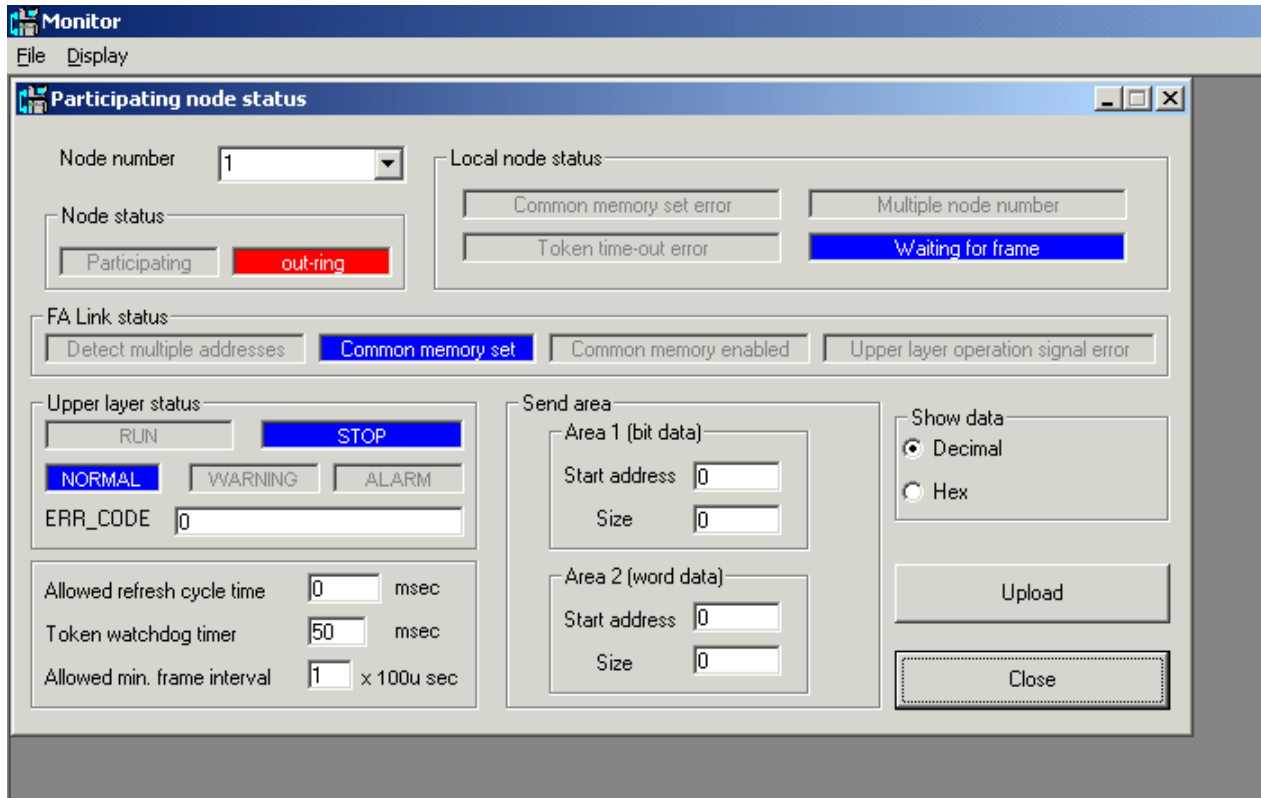 Monitor
File Display
Participating node status
Node number 1
Node status
Participating out-ring
Local node status
Common memory set error Multiple node number
Token time-out error Waiting for frame
FA Link status
Detect multiple addresses Common memory set Common memory enabled Upper layer operation signal error
Upper layer status
RUN STOP
NORMAL WARNING ALARM
ERR_CODE 0
Allowed refresh cycle time 0 msec
Token watchdog timer 50 msec
Allowed min. frame interval 1 x 100u sec
Send area
Area 1 (bit data)
Start address 0
Size 0
Area 2 (word data)
Start address 0
Size 0
Show data
Decimal
Hex
Upload
Close